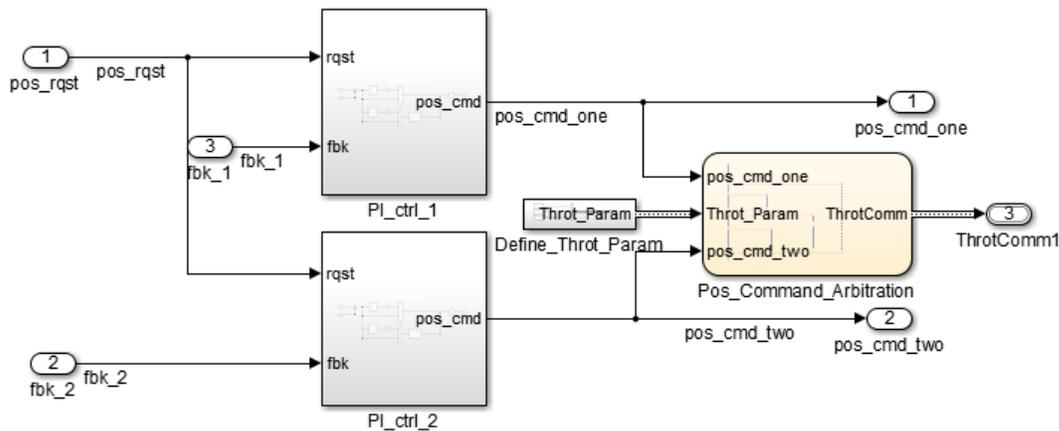 1
pos_rqst
pos_rqst
3
fbk_1
fbk_1
rqst
fbk
pos_cmd
PI_ctrl_1
pos_cmd_one
1
pos_cmd_one
Throt_Param
Define_Throt_Param
pos_cmd_one
Throt_Param
pos_cmd_two
ThrotComm
Pos_Command_Arbitration
3
ThrotComm1
rqst
fbk
pos_cmd
PI_ctrl_2
2
fbk_2
fbk_2
pos_cmd_two
2
pos_cmd_two